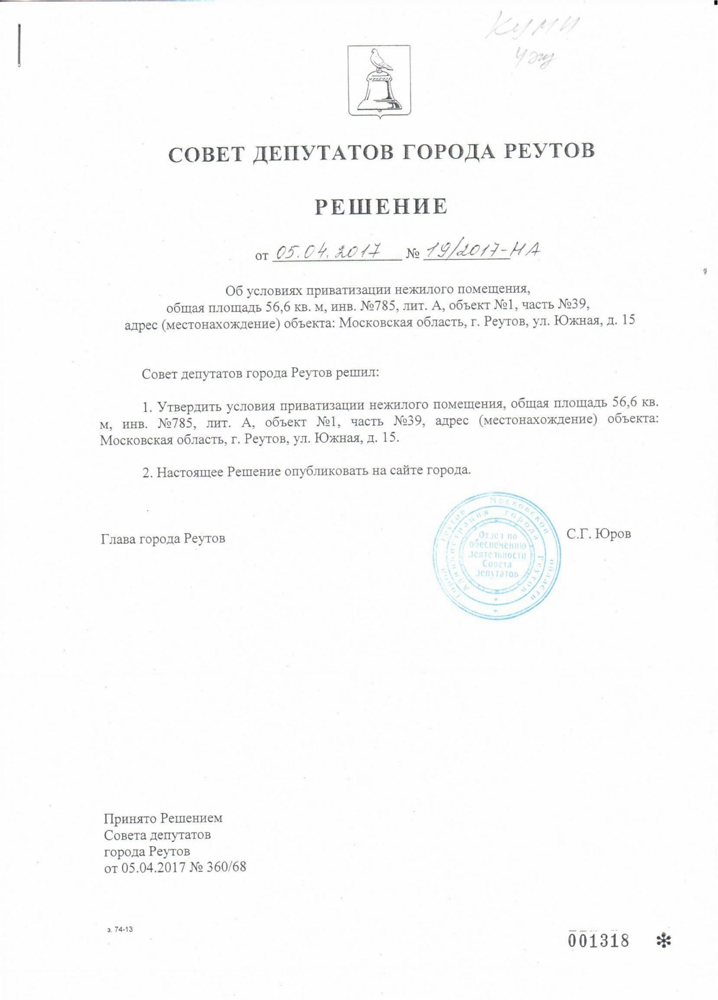 КУМИ
СОВЕТ ДЕПУТАТОВ ГОРОДА РЕУТОВ
РЕШЕНИЕ
от 05.04.2017 № 19/2017-НА
Об условиях приватизации нежилого помещения,
общая площадь 56,6 кв. м, инв. №785, лит. А, объект №1, часть №39,
адрес (местонахождение) объекта: Московская область, г. Реутов, ул. Южная, д. 15
Совет депутатов города Реутов решил:
1. Утвердить условия приватизации нежилого помещения, общая площадь 56,6 кв.
м, инв. №785, лит. А, объект №1, часть №39, адрес (местонахождение) объекта:
Московская область, г. Реутов, ул. Южная, д. 15.
2. Настоящее Решение опубликовать на сайте города.
Глава города Реутов
С.Г. Юров
город Реутов Московской области
Администрация города Реутов
Отдел по
обеспечению
деятельности
Совета
депутатов
Принято Решением
Совета депутатов
города Реутов
от 05.04.2017 № 360/68
з. 74-13
001318